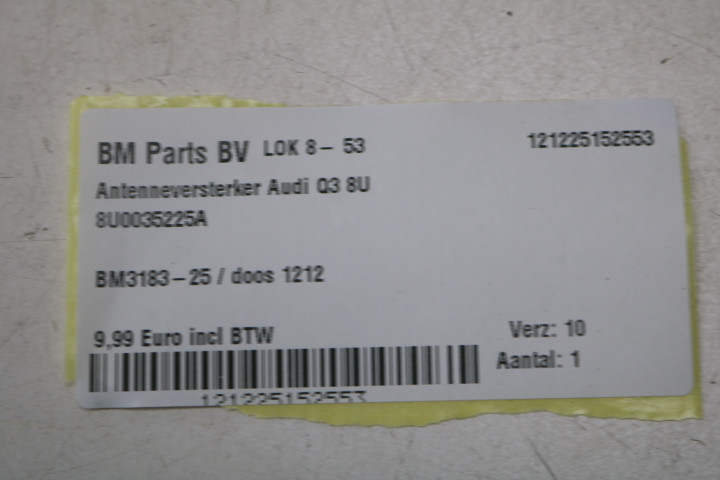 BM Parts BV LOK 8- 53 121225152553
Antenneversterker Audi Q3 8U
8U0035225A
BM3183-25 / doos 1212
9,99 Euro incl BTW Verz: 10
Aantal: 1
121225152553